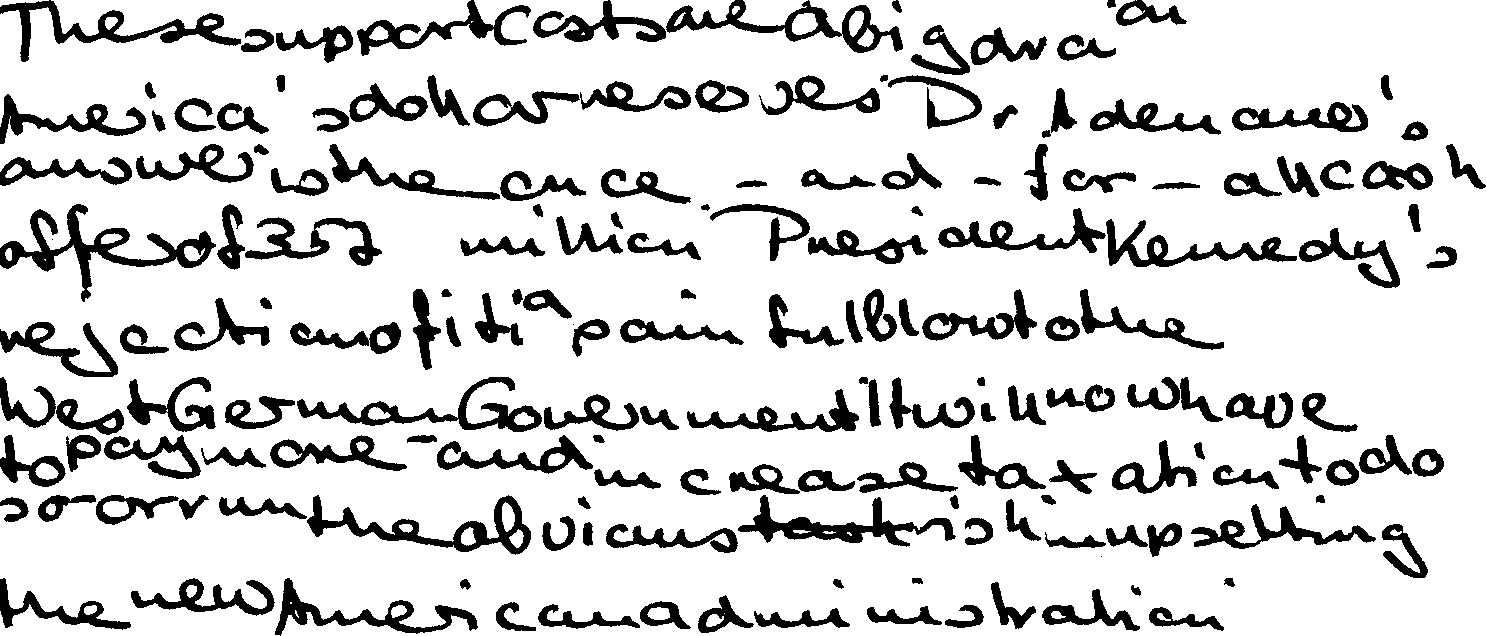 These support costs are a big dra on
America's dollar reserves Dr. Adenauer's
answer is the once - and - for - all cash
offer of 357 million President Kennedy's
rejection of it is a painful blow to the
West German Government It will now have
to pay more - and increase taxation to do
so - or run the obvious risk in upsetting
the new American administration